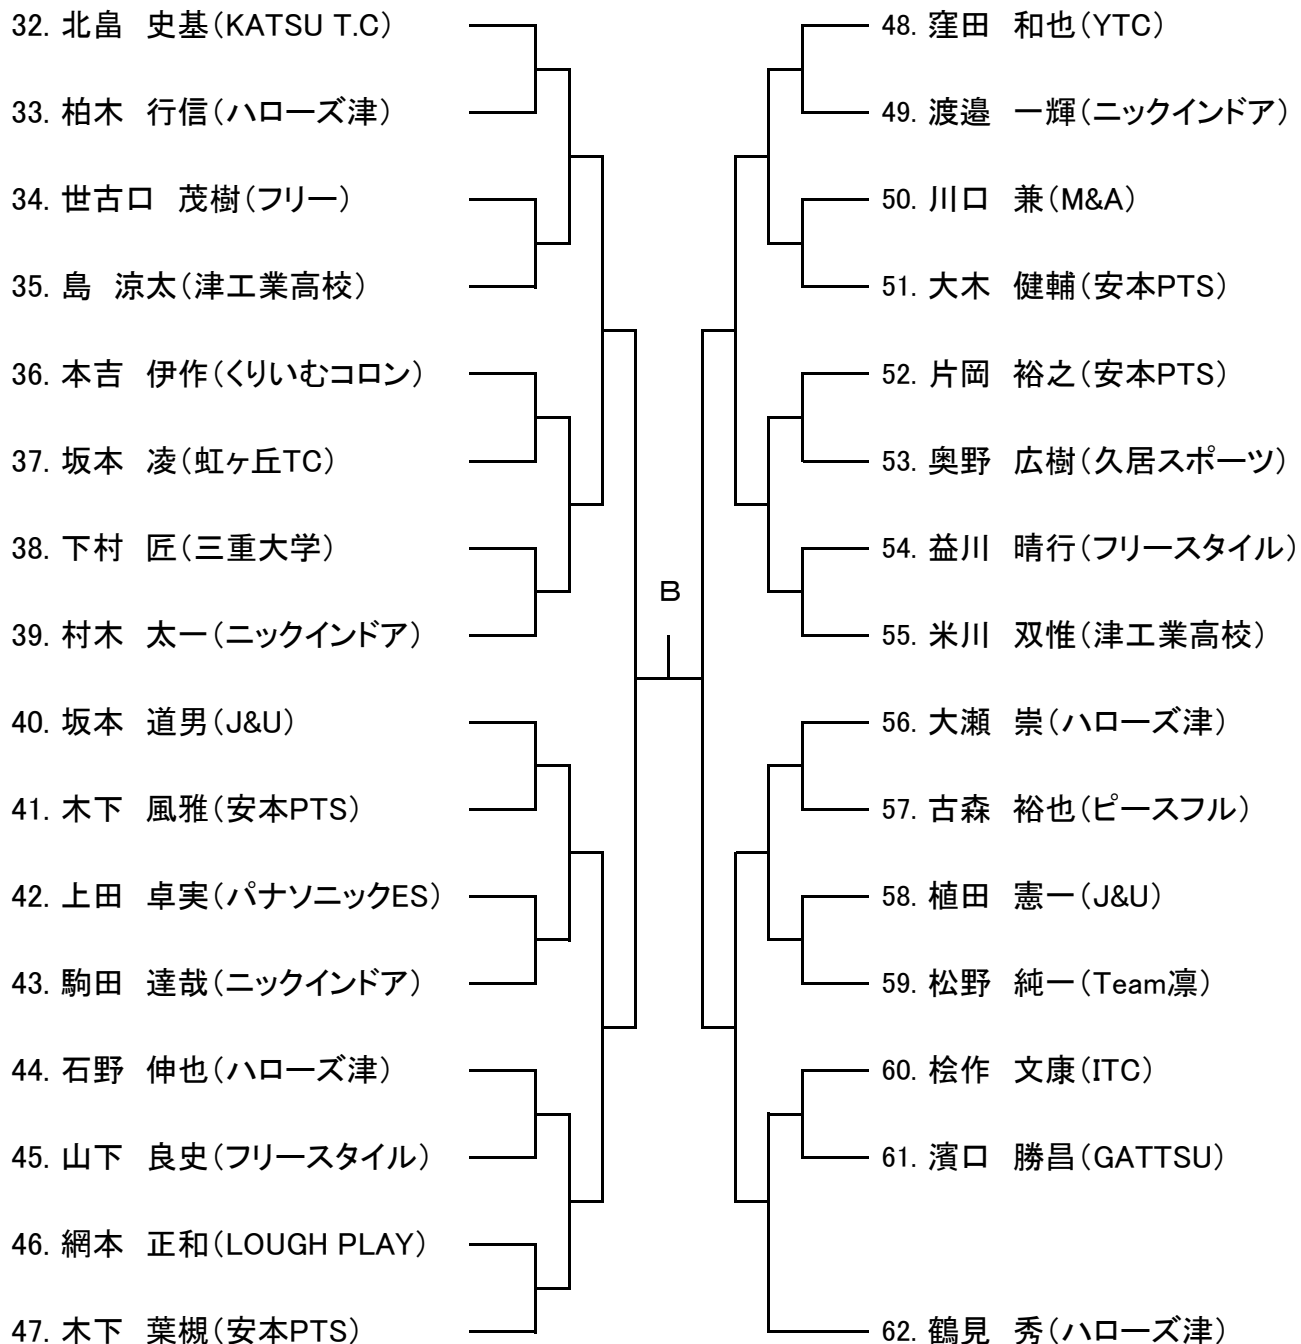 32. 北畠　史基（KATSU T.C）
33. 柏木　行信（ハローズ津）
34. 世古口　茂樹（フリー）
35. 島　涼太（津工業高校）
36. 本吉　伊作（くりいむコロン）
37. 坂本　凌（虹ヶ丘TC）
38. 下村　匠（三重大学）
39. 村木　太一（ニックインドア）
40. 坂本　道男（J&U）
41. 木下　風雅（安本PTS）
42. 上田　卓実（パナソニックES）
43. 駒田　達哉（ニックインドア）
44. 石野　伸也（ハローズ津）
45. 山下　良史（フリースタイル）
46. 網本　正和（LOUGH PLAY）
47. 木下　葉槻（安本PTS）
B
48. 窪田　和也（YTC）
49. 渡邉　一輝（ニックインドア）
50. 川口　兼（M&A）
51. 大木　健輔（安本PTS）
52. 片岡　裕之（安本PTS）
53. 奥野　広樹（久居スポーツ）
54. 益川　晴行（フリースタイル）
55. 米川　双惟（津工業高校）
56. 大瀬　崇（ハローズ津）
57. 古森　裕也（ピースフル）
58. 植田　憲一（J&U）
59. 松野　純一（Team凛）
60. 桧作　文康（ITC）
61. 濱口　勝昌（GATTSU）
62. 鶴見　秀（ハローズ津）